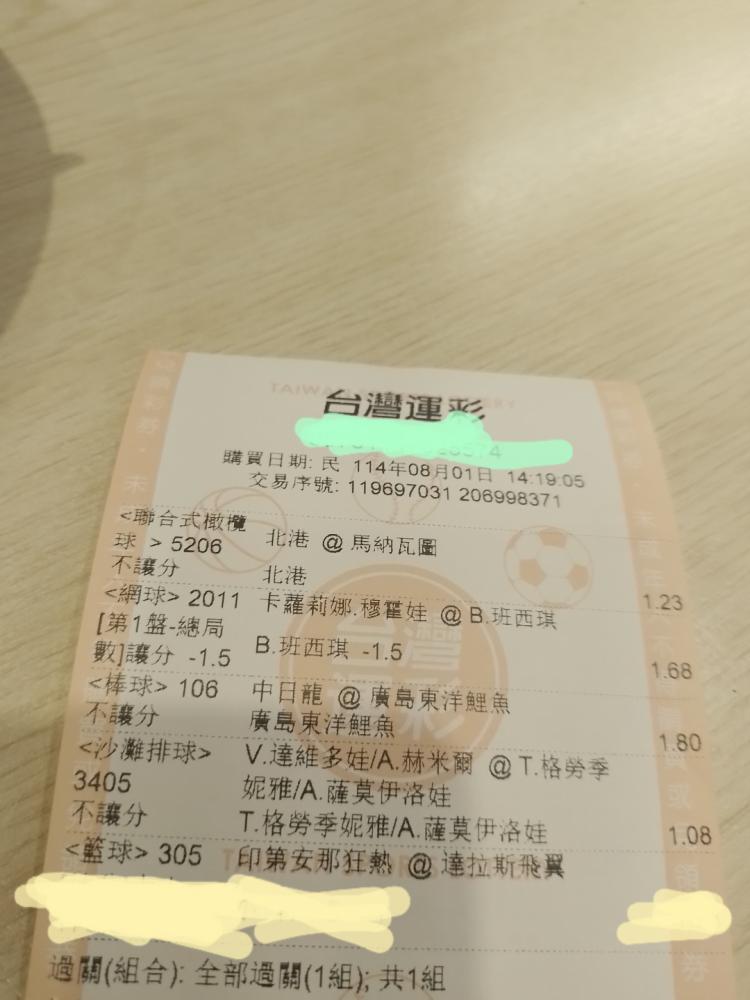 台灣運彩
購買日期: 民 114年08月01日 14:19:05
交易序號: 119697031 206998371
<聯合式橄欖球 > 5206 北港 @ 馬納瓦圖
不讓分 北港 1.23
<網球> 2011 卡蘿莉娜.穆霍娃 @ B.班西琪
[第1盤-總局數]讓分 -1.5 B.班西琪 -1.5 1.68
<棒球> 106 中日龍 @ 廣島東洋鯉魚
不讓分 廣島東洋鯉魚 1.80
<沙灘排球> 3405 V.達維多娃/A.赫米爾 @ T.格勞季妮雅/A.薩莫伊洛娃
不讓分 T.格勞季妮雅/A.薩莫伊洛娃 1.08
<籃球> 305 印第安那狂熱 @ 達拉斯飛翼
過關(組合): 全部過關(1組); 共1組